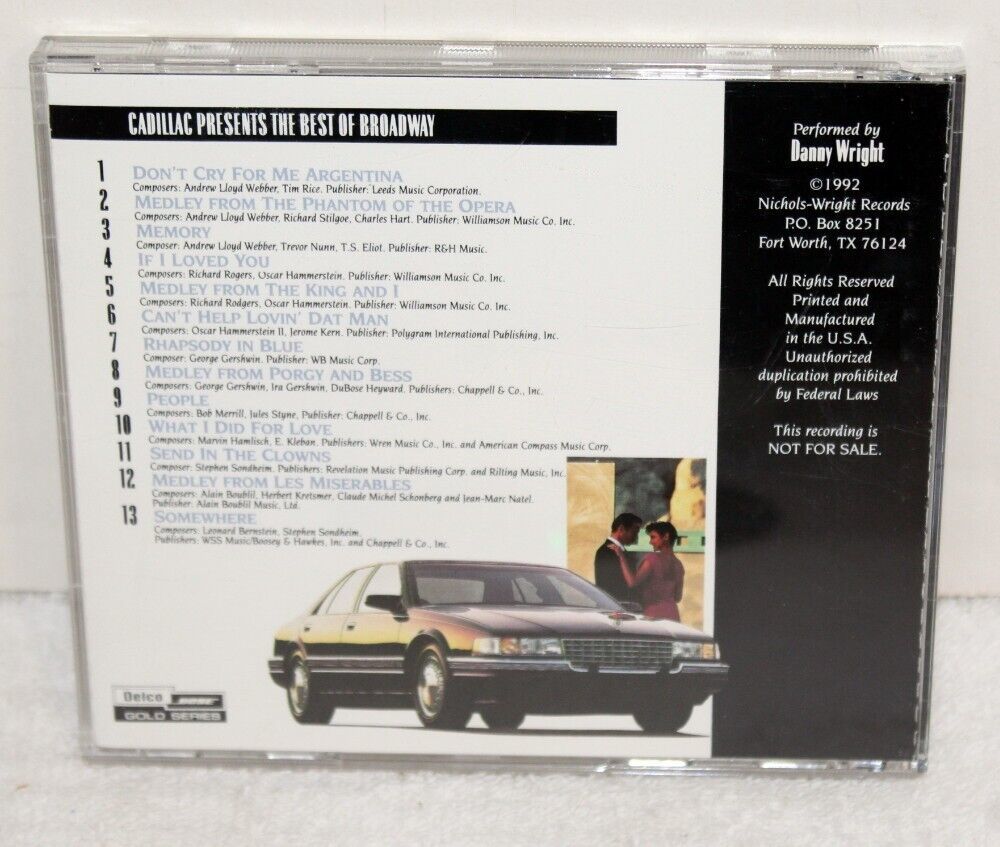 CADILLAC PRESENTS THE BEST OF BROADWAY
1 DON'T CRY FOR ME ARGENTINA
Composers: Andrew Lloyd Webber, Tim Rice. Publisher: Leeds Music Corporation.
2 MEDLEY FROM THE PHANTOM OF THE OPERA
Composers: Andrew Lloyd Webber, Richard Stilgoe, Charles Hart. Publisher: Williamson Music Co. Inc.
3 MEMORY
Composer: Andrew Lloyd Webber, Trevor Nunn, T.S. Eliot. Publisher: R&H Music.
4 IF I LOVED YOU
Composers: Richard Rogers, Oscar Hammerstein. Publisher: Williamson Music Co. Inc.
5 MEDLEY FROM THE KING AND I
Composers: Richard Rodgers, Oscar Hammerstein. Publisher: Williamson Music Co. Inc.
6 CAN'T HELP LOVIN' DAT MAN
Composers: Oscar Hammerstein II, Jerome Kern. Publisher: Polygram International Publishing, Inc.
7 RHAPSODY IN BLUE
Composer: George Gershwin. Publisher: WB Music Corp.
8 MEDLEY FROM PORGY AND BESS
Composers: George Gershwin, Ira Gershwin, DuBose Heyward. Publishers: Chappell & Co., Inc.
9 PEOPLE
Composers: Bob Merrill, Jules Styne, Publisher: Chappell & Co., Inc.
10 WHAT I DID FOR LOVE
Composers: Marvin Hamlisch, E. Kleban. Publishers: Wren Music Co., Inc. and American Compass Music Corp.
11 SEND IN THE CLOWNS
Composer: Stephen Sondheim. Publishers: Revelation Music Publishing Corp. and Rilting Music, Inc.
12 MEDLEY FROM LES MISERABLES
Composers: Alain Boublil, Herbert Kretsmer, Claude Michel Schonberg and Jean-Marc Natel.
Publisher: Alain Boublil Music, Ltd.
13 SOMEWHERE
Composers: Leonard Bernstein, Stephen Sondheim.
Publishers: WSS Music/Boosey & Hawkes, Inc. and Chappell & Co., Inc.
Delco BOSE
GOLD SERIES
Performed by
Danny Wright
©1992
Nichols-Wright Records
P.O. Box 8251
Fort Worth, TX 76124
All Rights Reserved
Printed and
Manufactured
in the U.S.A.
Unauthorized
duplication prohibited
by Federal Laws
This recording is
NOT FOR SALE.